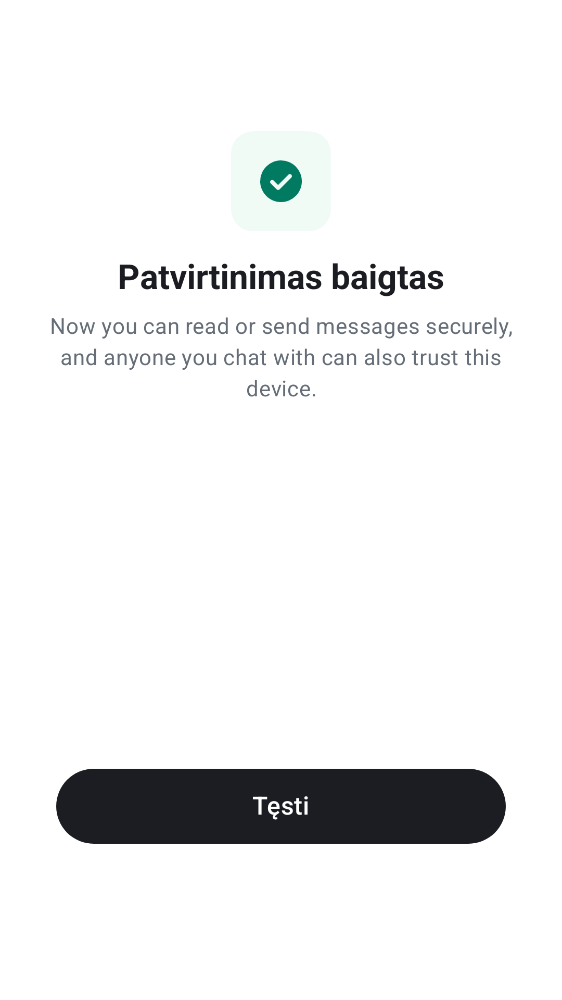 Patvirtinimas baigtas
Now you can read or send messages securely,
and anyone you chat with can also trust this
device.
Tęsti